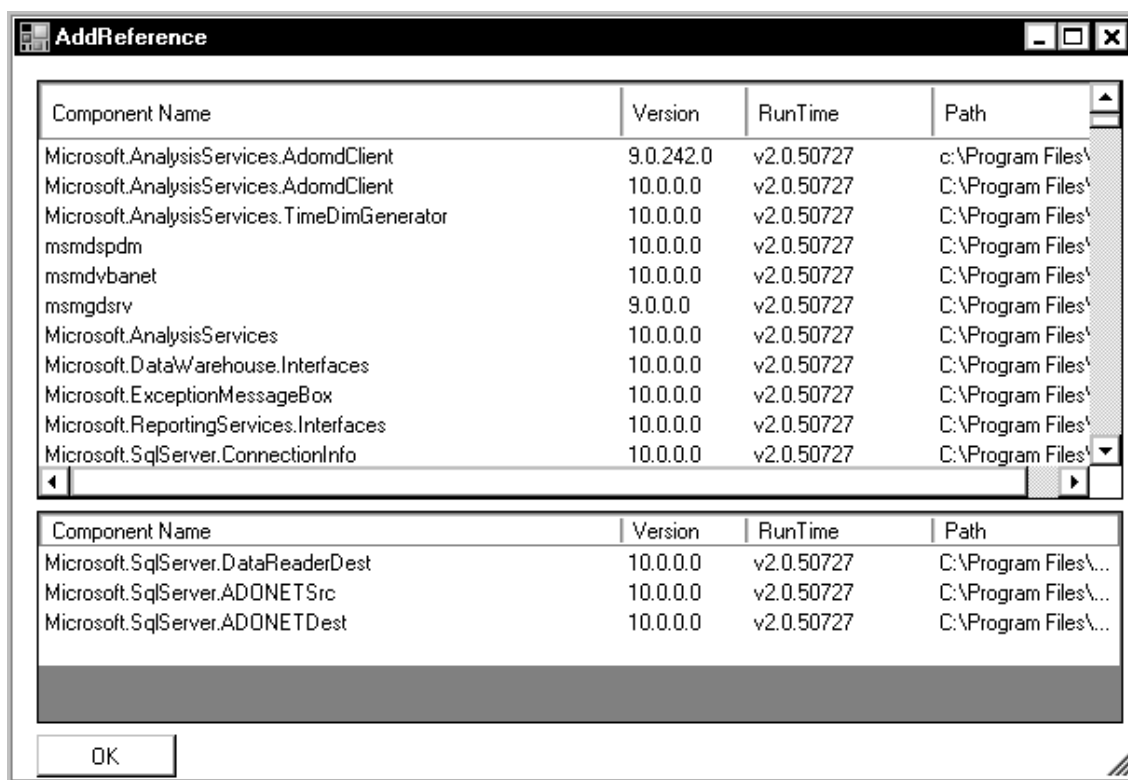 AddReference
Component Name Version RunTime Path
Microsoft.AnalysisServices.AdomdClient 9.0.242.0 v2.0.50727 c:\Program Files\
Microsoft.AnalysisServices.AdomdClient 10.0.0.0 v2.0.50727 C:\Program Files\
Microsoft.AnalysisServices.TimeDimGenerator 10.0.0.0 v2.0.50727 C:\Program Files\
msmdspdm 10.0.0.0 v2.0.50727 C:\Program Files\
msmdvbanet 10.0.0.0 v2.0.50727 C:\Program Files\
msmgdsrv 9.0.0.0 v2.0.50727 C:\Program Files\
Microsoft.AnalysisServices 10.0.0.0 v2.0.50727 C:\Program Files\
Microsoft.DataWarehouse.Interfaces 10.0.0.0 v2.0.50727 C:\Program Files\
Microsoft.ExceptionMessageBox 10.0.0.0 v2.0.50727 C:\Program Files\
Microsoft.ReportingServices.Interfaces 10.0.0.0 v2.0.50727 C:\Program Files\
Microsoft.SqlServer.ConnectionInfo 10.0.0.0 v2.0.50727 C:\Program Files\
Component Name Version RunTime Path
Microsoft.SqlServer.DataReaderDest 10.0.0.0 v2.0.50727 C:\Program Files\...
Microsoft.SqlServer.ADONETSrc 10.0.0.0 v2.0.50727 C:\Program Files\...
Microsoft.SqlServer.ADONETDest 10.0.0.0 v2.0.50727 C:\Program Files\...
OK